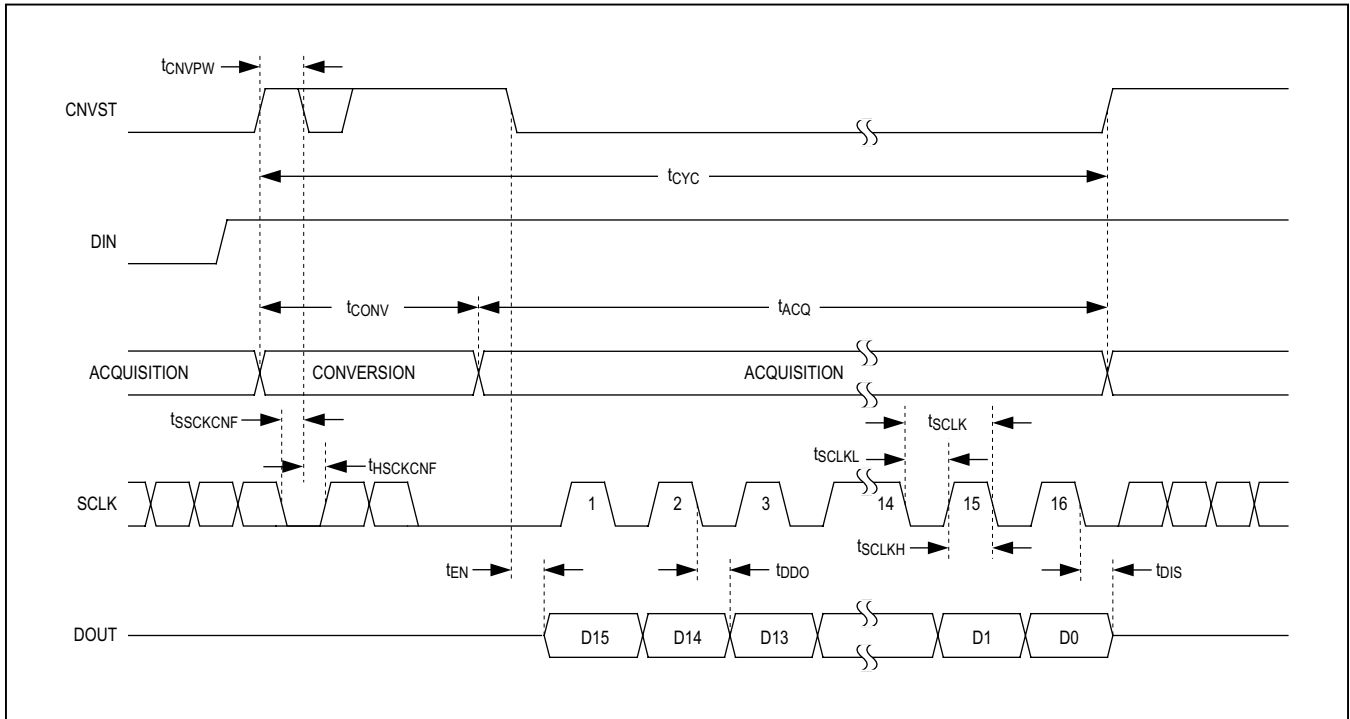 tCNVPW
CNVST
tCYC
DIN
tCONV
tACQ
ACQUISITION
CONVERSION
ACQUISITION
tSSCKCNF
tSCLK
tHSCKCNF
tSCLKL
SCLK
1
2
3
14
15
16
tSCLKH
tEN
tDDO
tDIS
DOUT
D15
D14
D13
D1
D0